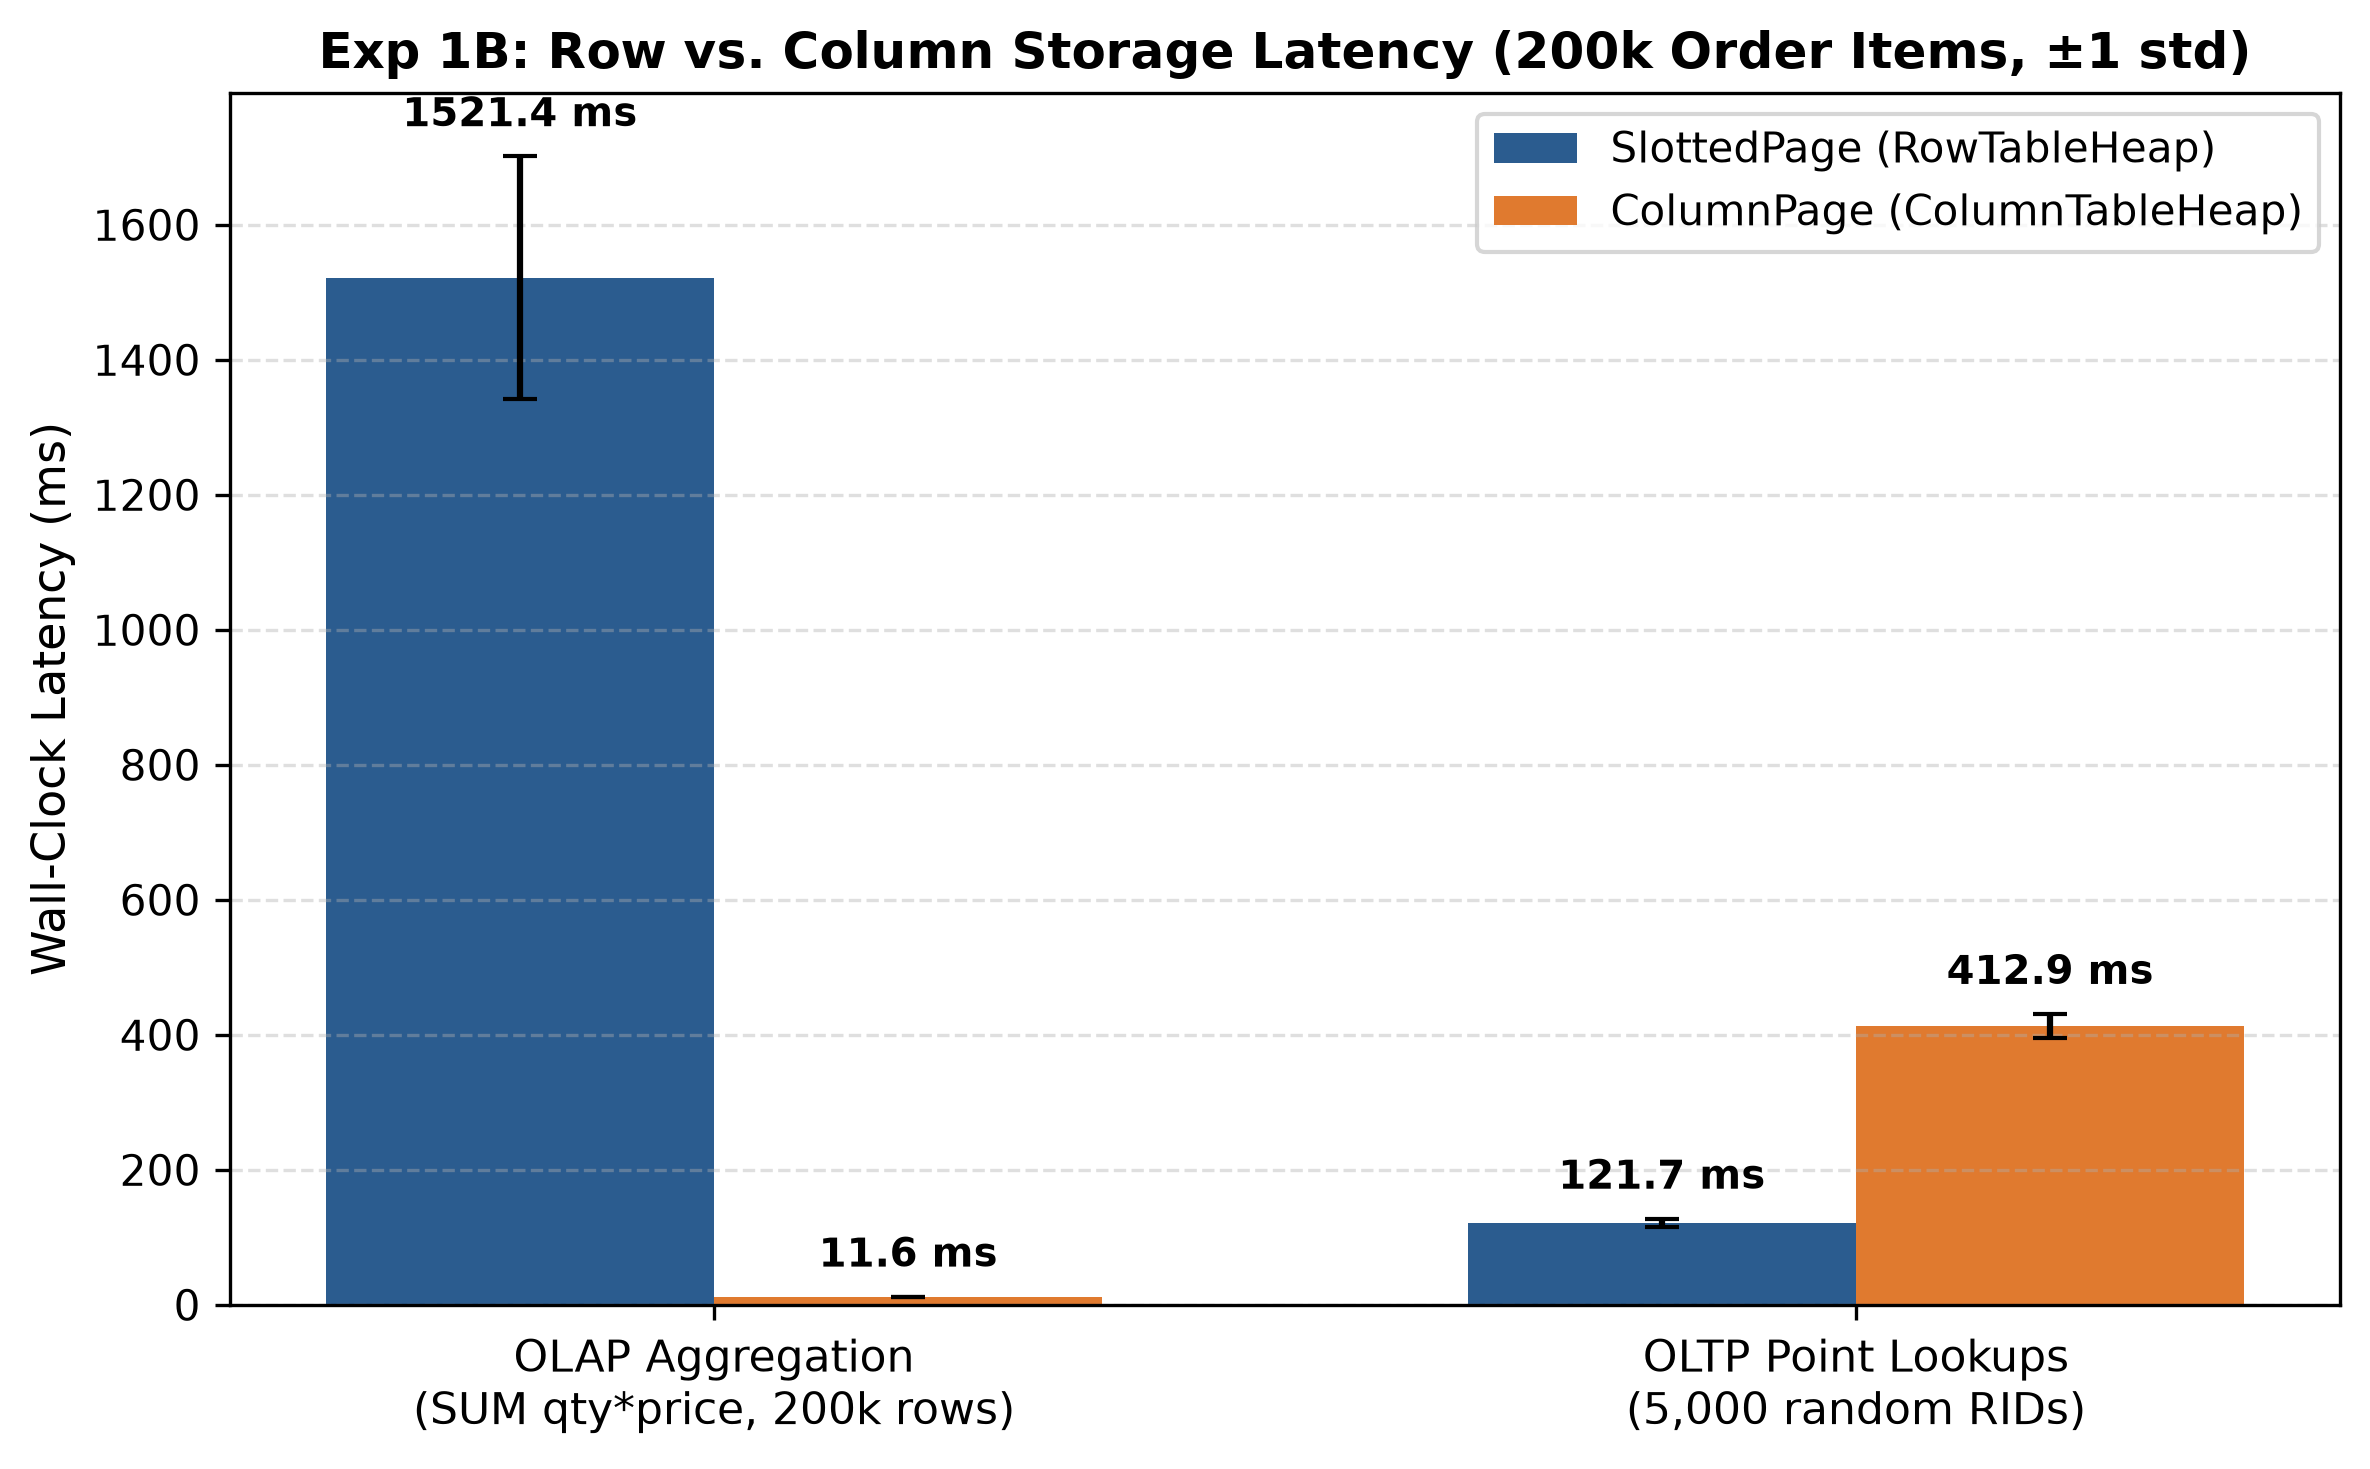 Exp 1B: Row vs. Column Storage Latency (200k Order Items, ±1 std)
1521.4 ms
SlottedPage (RowTableHeap)
ColumnPage (ColumnTableHeap)
Wall-Clock Latency (ms)
1600
1400
1200
1000
800
600
400
200
0
412.9 ms
121.7 ms
11.6 ms
OLAP Aggregation
(SUM qty*price, 200k rows)
OLTP Point Lookups
(5,000 random RIDs)